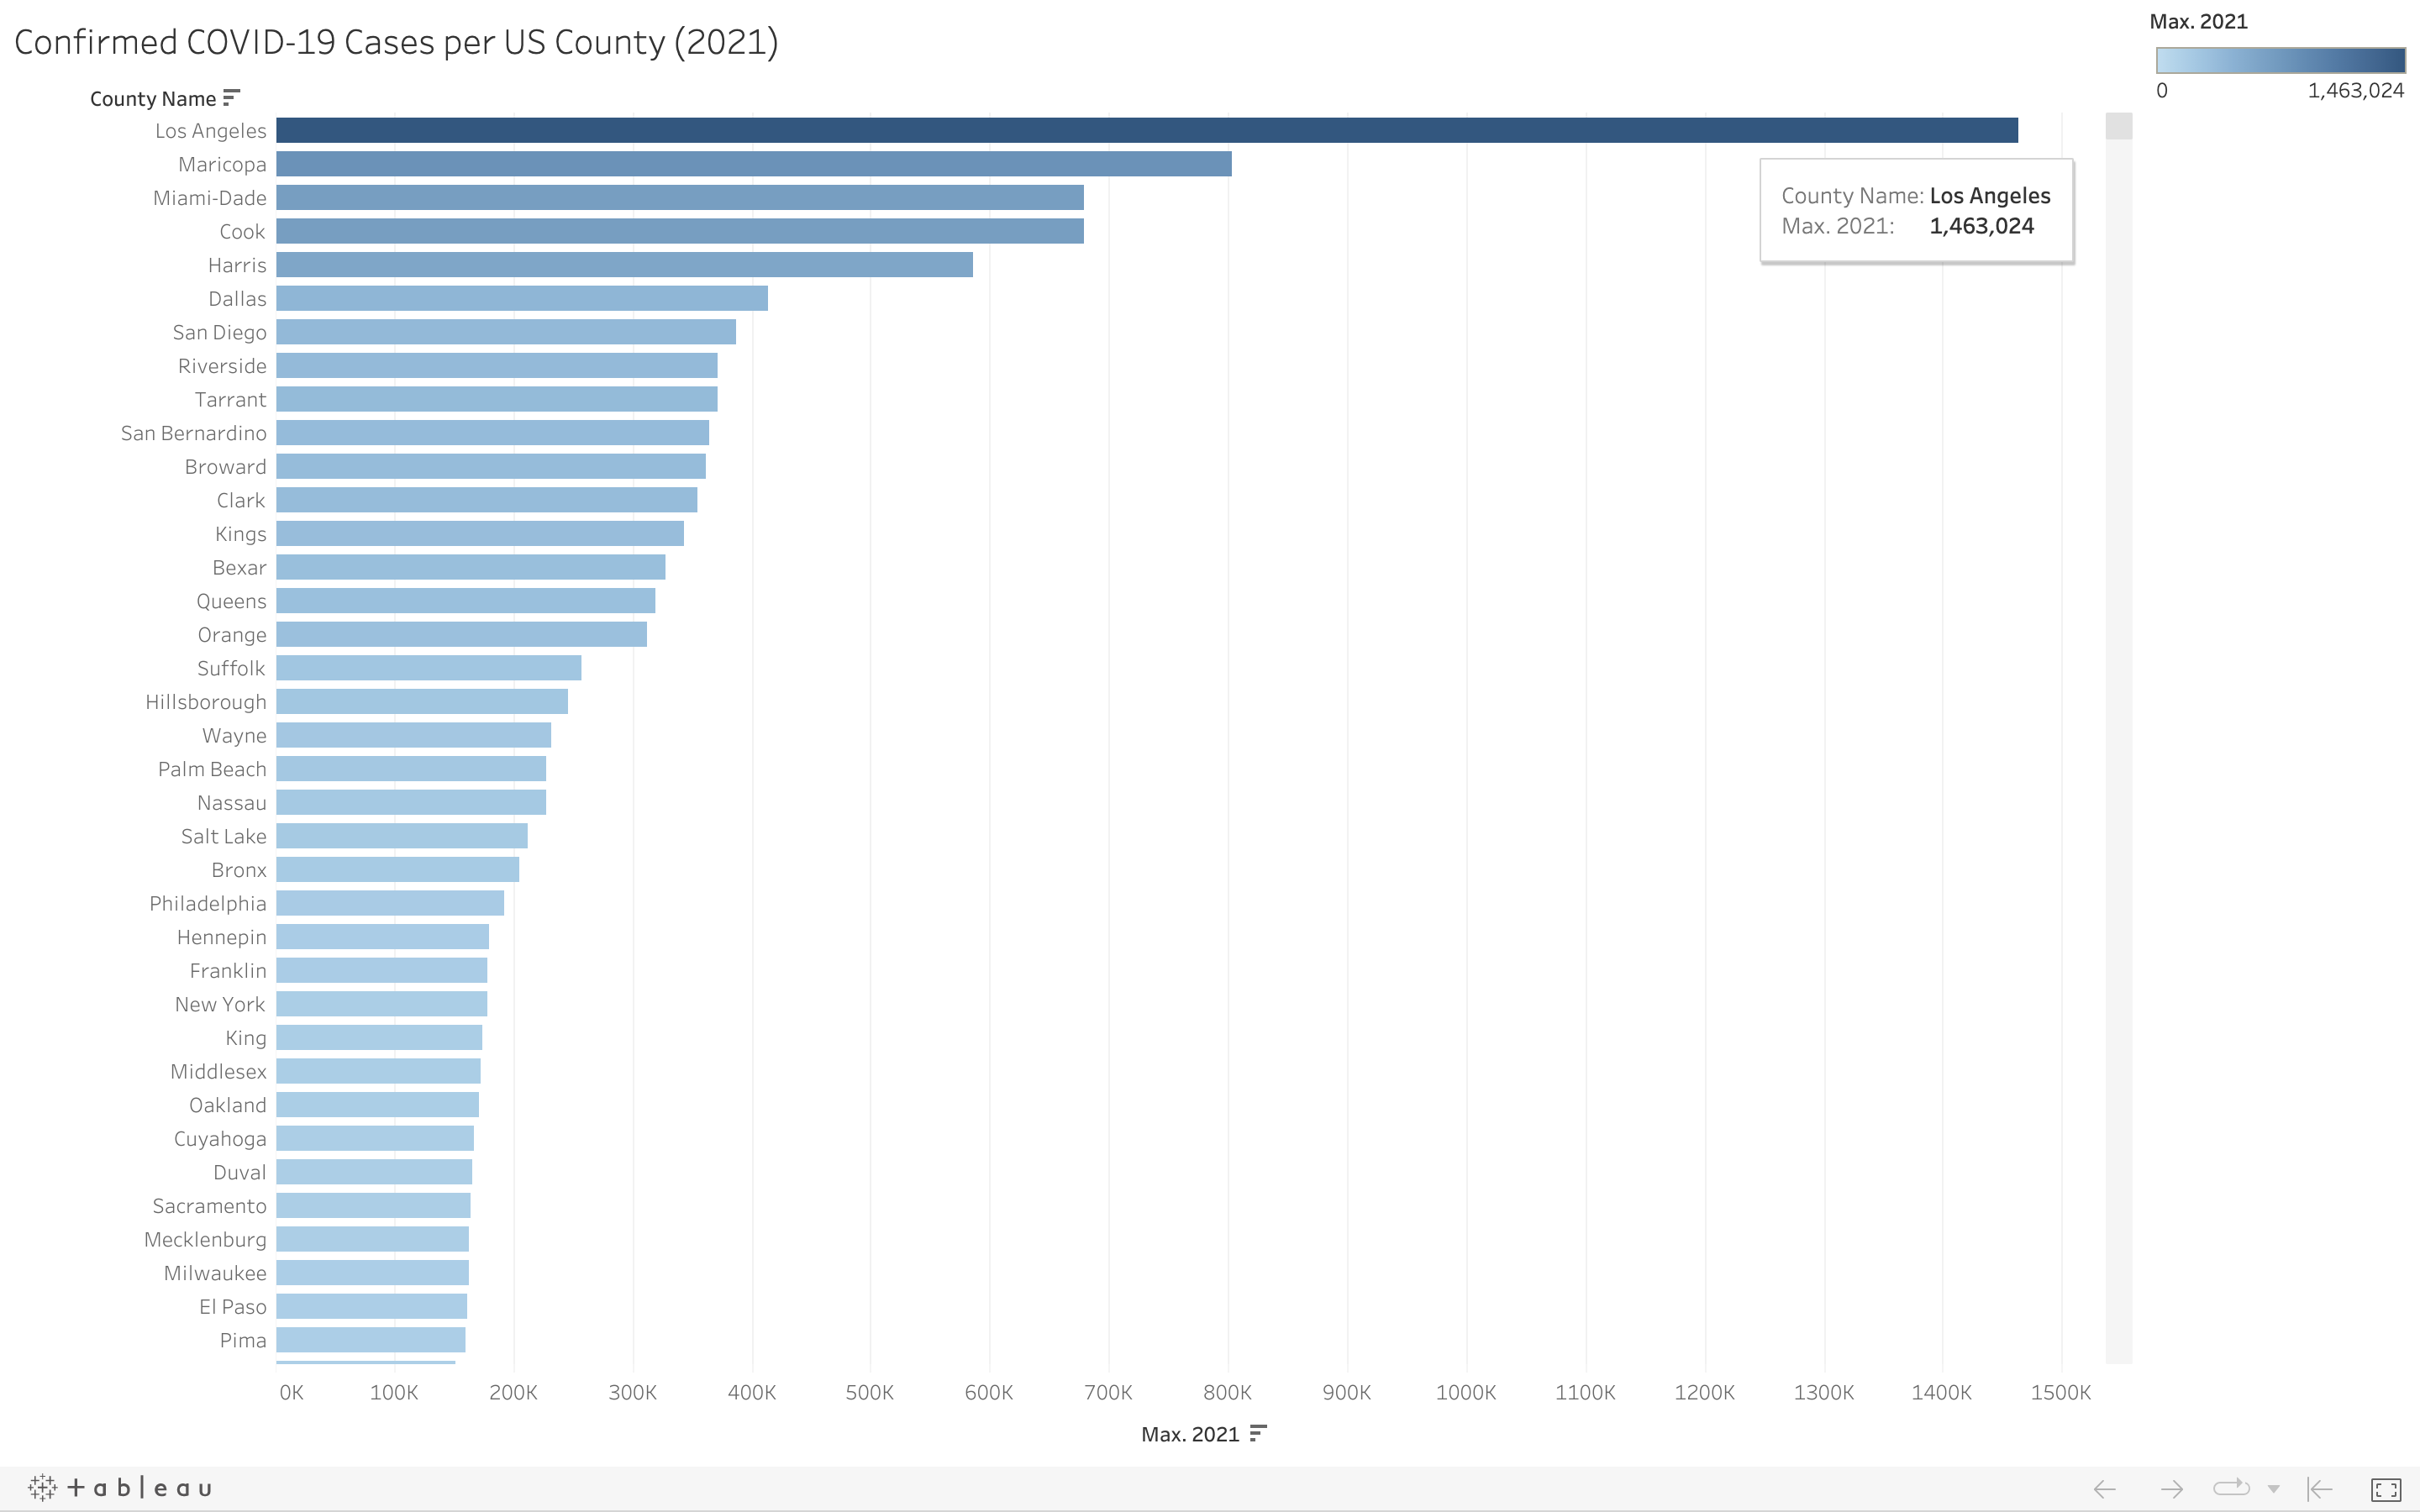 Confirmed COVID-19 Cases per US County (2021)
Max. 2021
0 1,463,024
County Name
Los Angeles
Maricopa
Miami-Dade
Cook
Harris
Dallas
San Diego
Riverside
Tarrant
San Bernardino
Broward
Clark
Kings
Bexar
Queens
Orange
Suffolk
Hillsborough
Wayne
Palm Beach
Nassau
Salt Lake
Bronx
Philadelphia
Hennepin
Franklin
New York
King
Middlesex
Oakland
Cuyahoga
Duval
Sacramento
Mecklenburg
Milwaukee
El Paso
Pima
County Name: Los Angeles
Max. 2021: 1,463,024
0K 100K 200K 300K 400K 500K 600K 700K 800K 900K 1000K 1100K 1200K 1300K 1400K 1500K
Max. 2021
+ableau